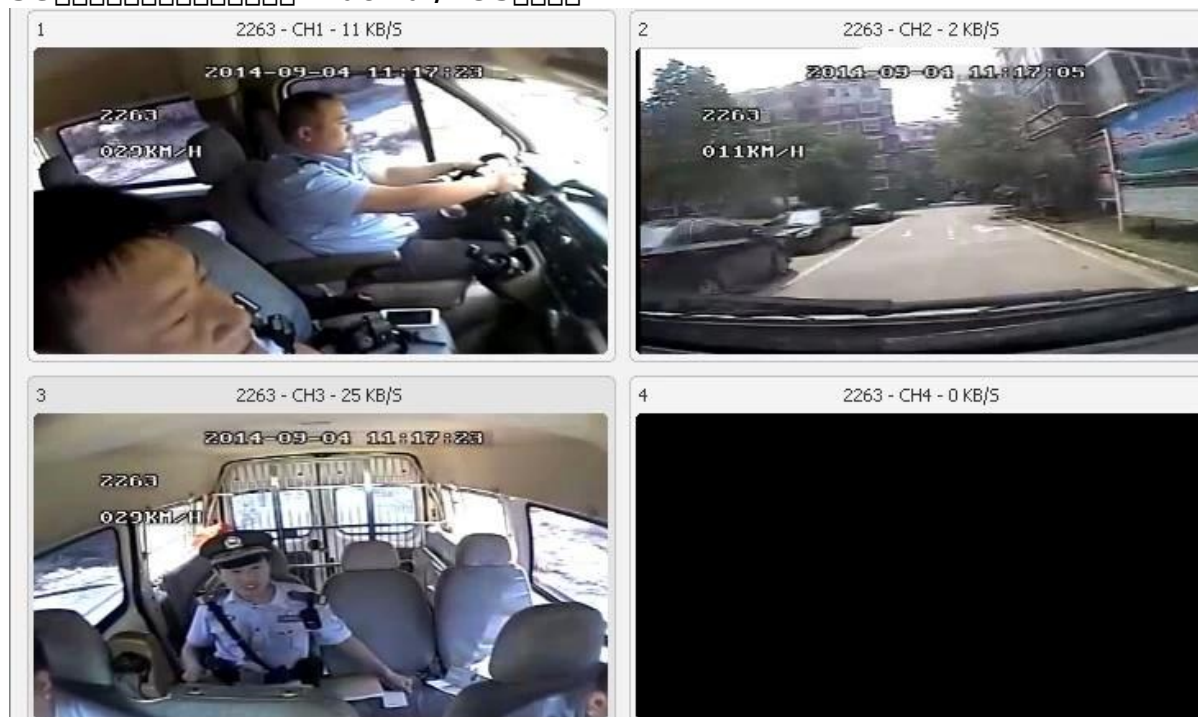 1
2263 - CH1 - 11 KB/S
2014-09-04 11:17:23
2263
029KM/H
2
2263 - CH2 - 2 KB/S
2014-09-04 11:17:05
2263
011KM/H
3
2263 - CH3 - 25 KB/S
2014-09-04 11:17:23
2263
029KM/H
4
2263 - CH4 - 0 KB/S